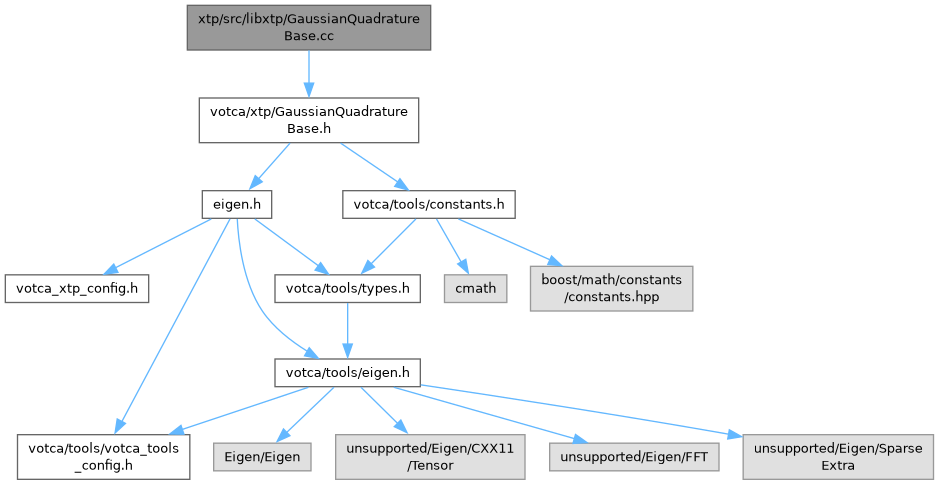 xtp/src/libxtp/GaussianQuadrature
Base.cc
votca/xtp/GaussianQuadrature
Base.h
eigen.h
votca/tools/constants.h
votca_xtp_config.h
votca/tools/types.h
cmath
boost/math/constants
/constants.hpp
votca/tools/eigen.h
votca/tools/votca_tools
_config.h
Eigen/Eigen
unsupported/Eigen/CXX11
/Tensor
unsupported/Eigen/FFT
unsupported/Eigen/Sparse
Extra